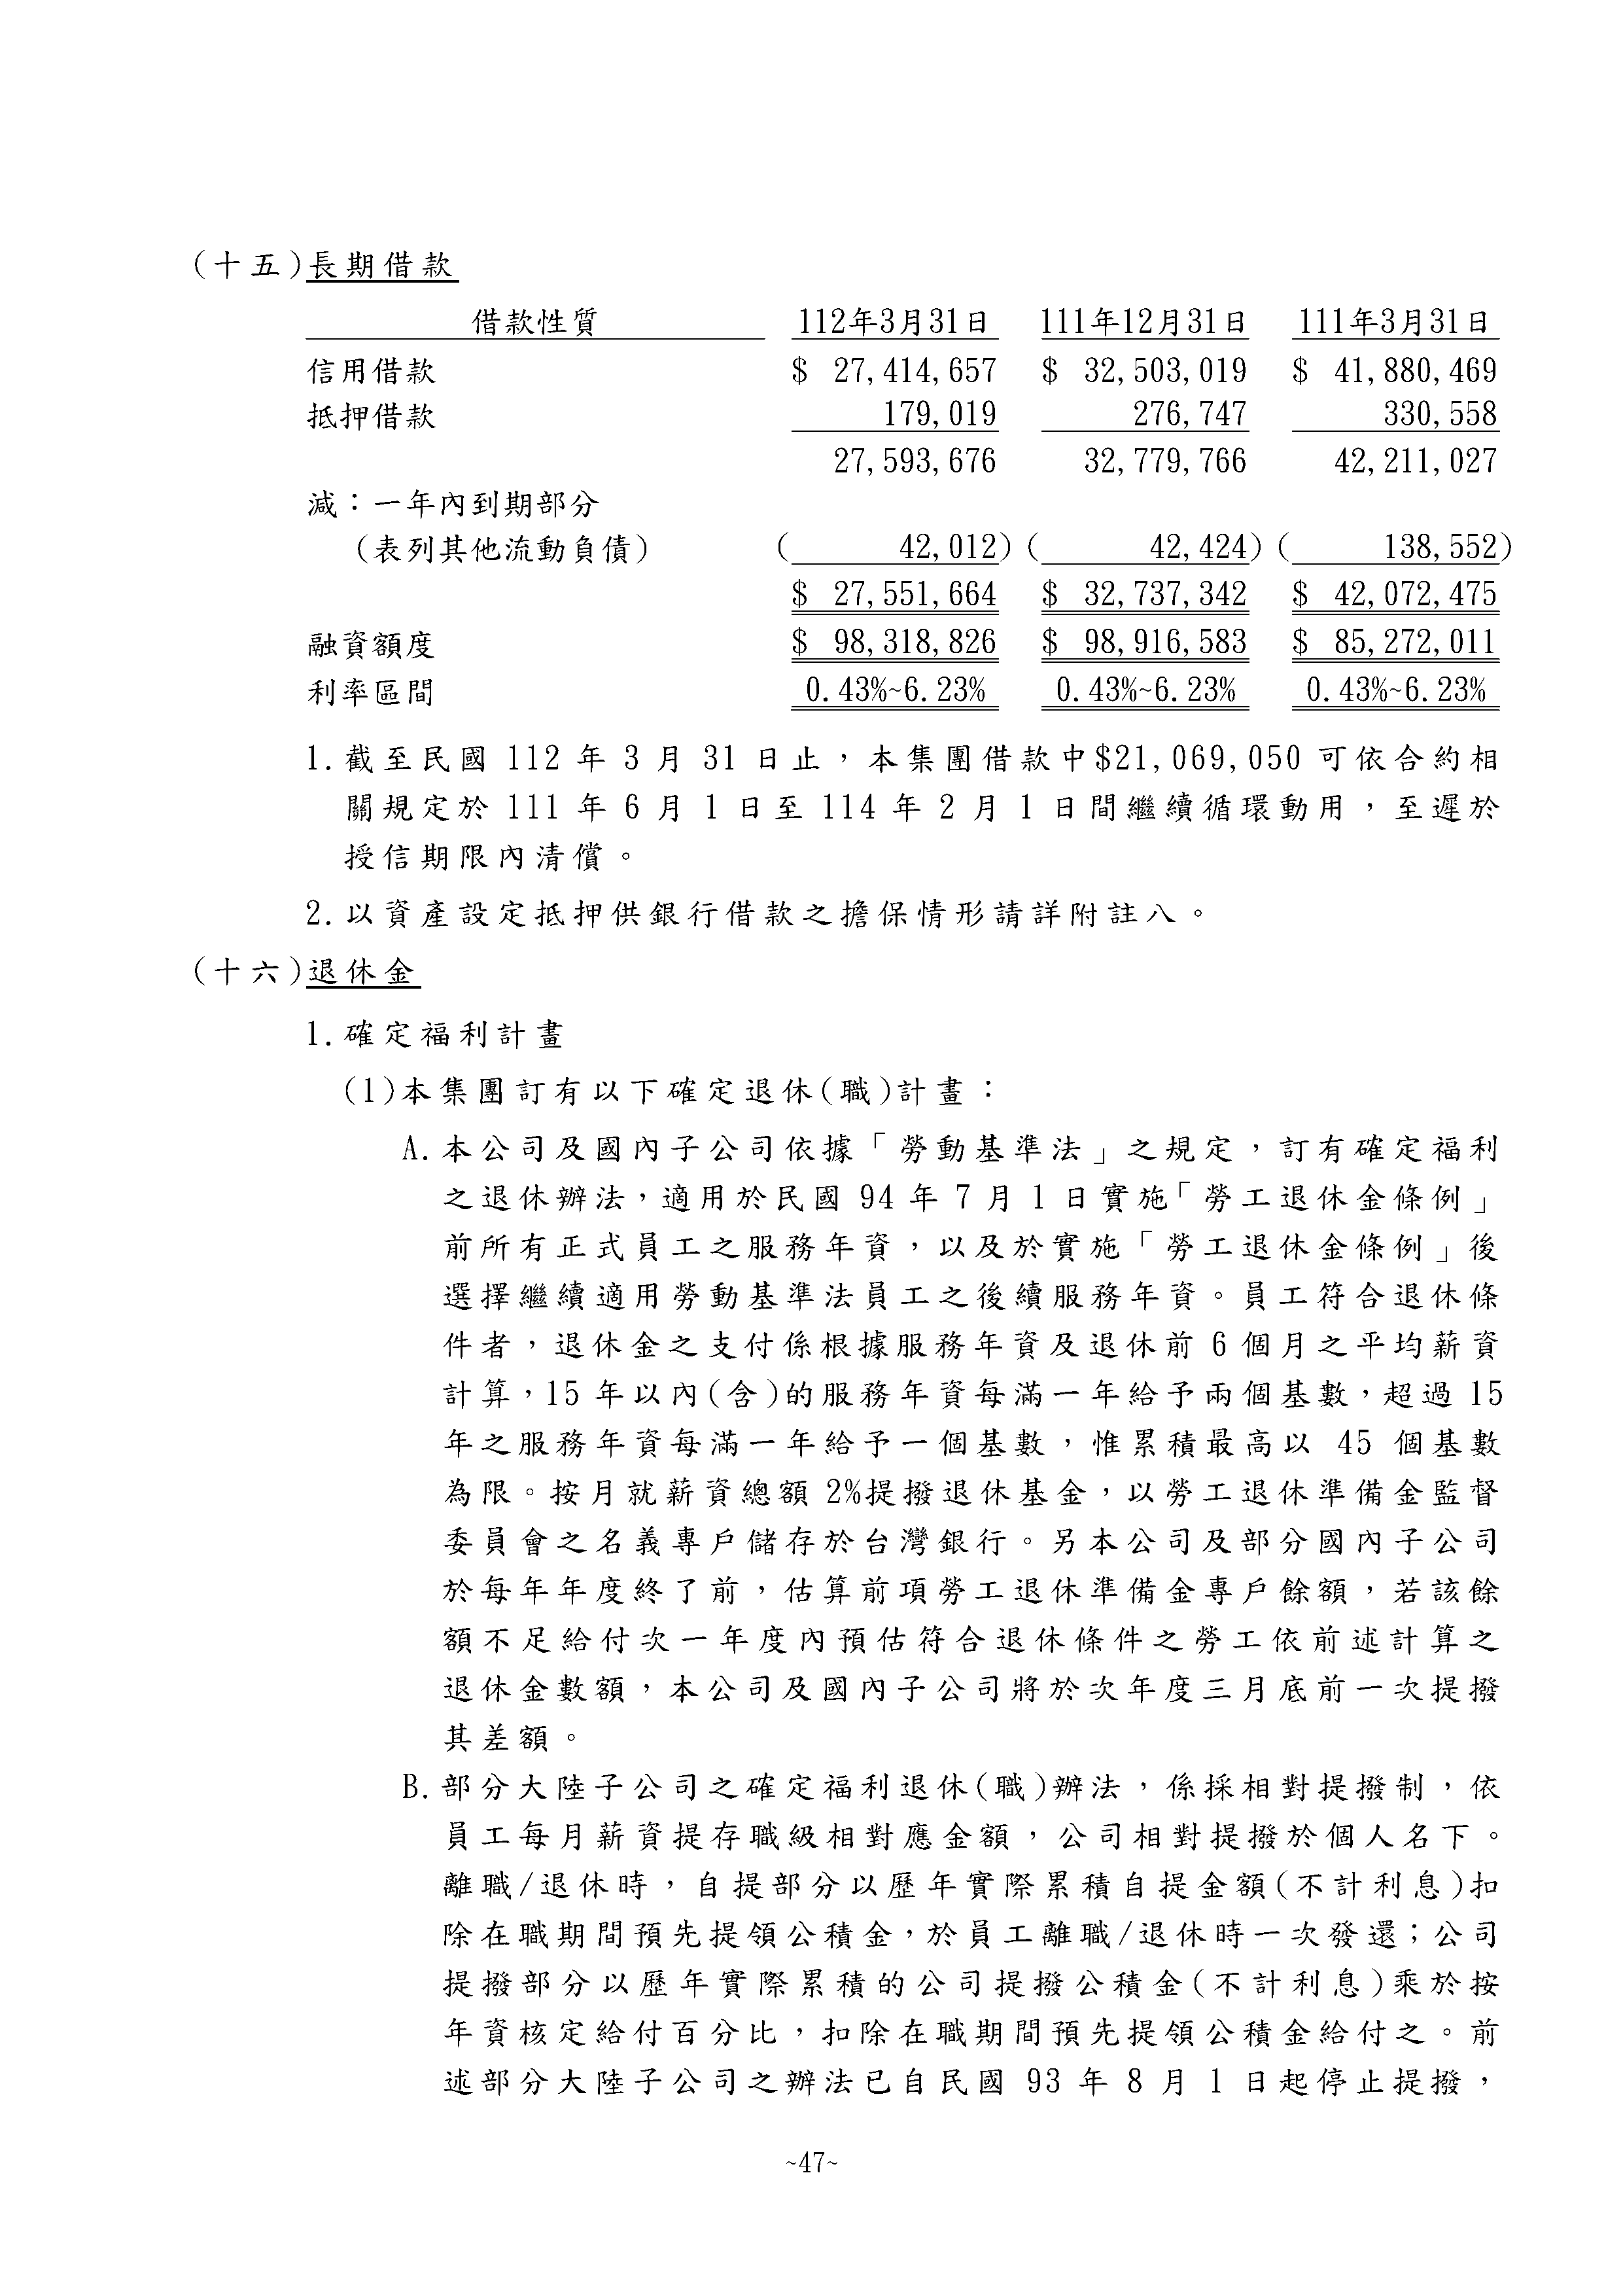 (十五)長期借款
借款性質 112年3月31日 111年12月31日 111年3月31日
信用借款 $ 27,414,657 $ 32,503,019 $ 41,880,469
抵押借款 179,019 276,747 330,558
27,593,676 32,779,766 42,211,027
減：一年內到期部分
(表列其他流動負債) ( 42,012) ( 42,424) ( 138,552)
$ 27,551,664 $ 32,737,342 $ 42,072,475
融資額度 $ 98,318,826 $ 98,916,583 $ 85,272,011
利率區間 0.43%~6.23% 0.43%~6.23% 0.43%~6.23%
1.截至民國 112 年 3 月 31 日止，本集團借款中$21,069,050 可依合約相
關規定於 111 年 6 月 1 日至 114 年 2 月 1 日間繼續循環動用，至遲於
授信期限內清償。
2.以資產設定抵押供銀行借款之擔保情形請詳附註八。
(十六)退休金
1.確定福利計畫
(1)本集團訂有以下確定退休(職)計畫：
A.本公司及國內子公司依據「勞動基準法」之規定，訂有確定福利
之退休辦法，適用於民國 94 年 7 月 1 日實施「勞工退休金條例」
前所有正式員工之服務年資，以及於實施「勞工退休金條例」後
選擇繼續適用勞動基準法員工之後續服務年資。員工符合退休條
件者，退休金之支付係根據服務年資及退休前 6 個月之平均薪資
計算，15 年以內(含)的服務年資每滿一年給予兩個基數，超過 15
年之服務年資每滿一年給予一個基數，惟累積最高以 45 個基數
為限。按月就薪資總額 2%提撥退休基金，以勞工退休準備金監督
委員會之名義專戶儲存於台灣銀行。另本公司及部分國內子公司
於每年年度終了前，估算前項勞工退休準備金專戶餘額，若該餘
額不足給付次一年度內預估符合退休條件之勞工依前述計算之
退休金數額，本公司及國內子公司將於次年度三月底前一次提撥
其差額。
B.部分大陸子公司之確定福利退休(職)辦法，係採相對提撥制，依
員工每月薪資提存職級相對應金額，公司相對提撥於個人名下。
離職/退休時，自提部分以歷年實際累積自提金額(不計利息)扣
除在職期間預先提領公積金，於員工離職/退休時一次發還；公司
提撥部分以歷年實際累積的公司提撥公積金(不計利息)乘於按
年資核定給付百分比，扣除在職期間預先提領公積金給付之。前
述部分大陸子公司之辦法已自民國 93 年 8 月 1 日起停止提撥，
~47~